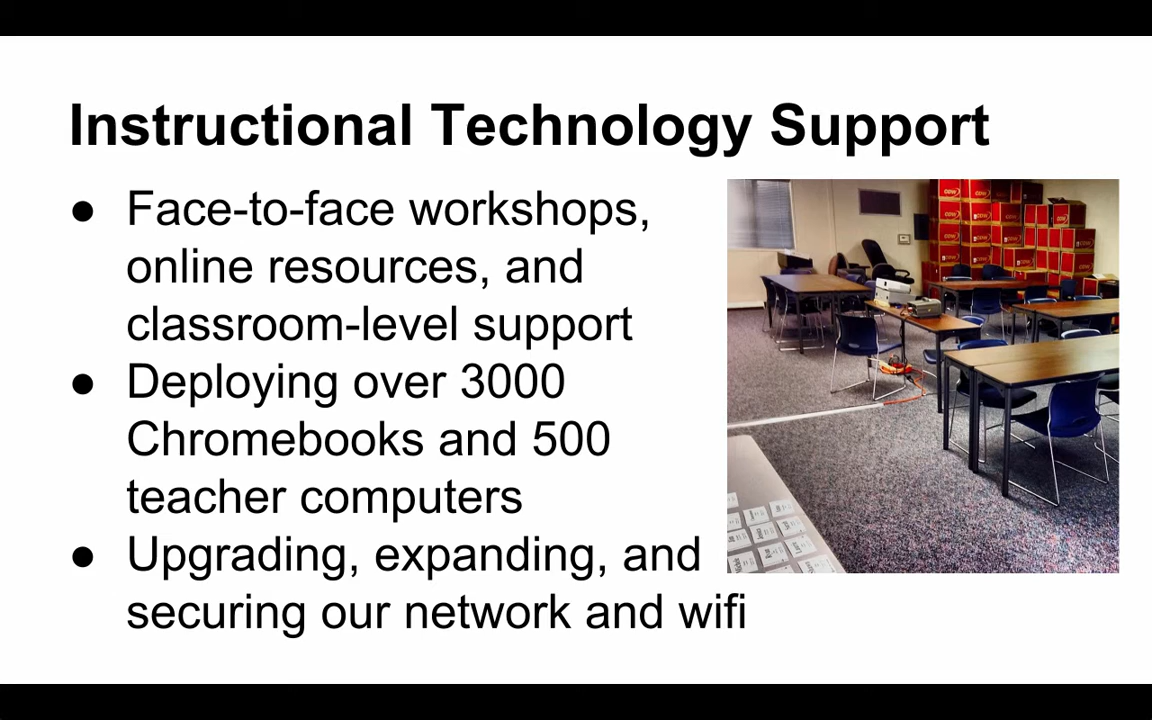 Instructional Technology Support
● Face-to-face workshops,
online resources, and
classroom-level support
● Deploying over 3000
Chromebooks and 500
teacher computers
● Upgrading, expanding, and
securing our network and wifi